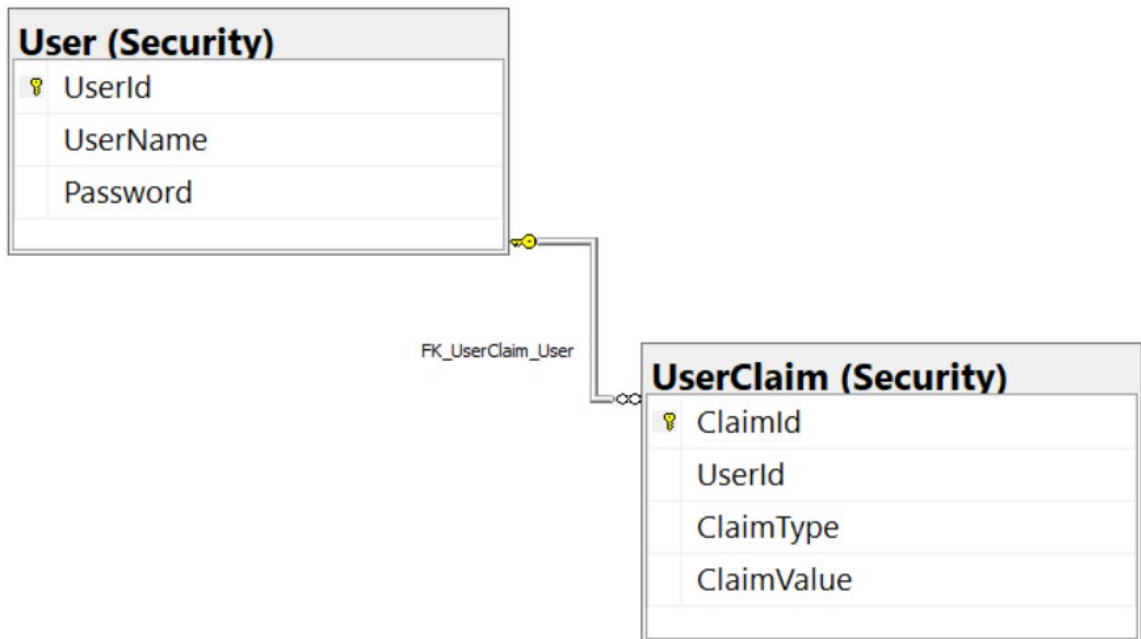 User (Security)
UserId
UserName
Password
FK_UserClaim_User
UserClaim (Security)
ClaimId
UserId
ClaimType
ClaimValue